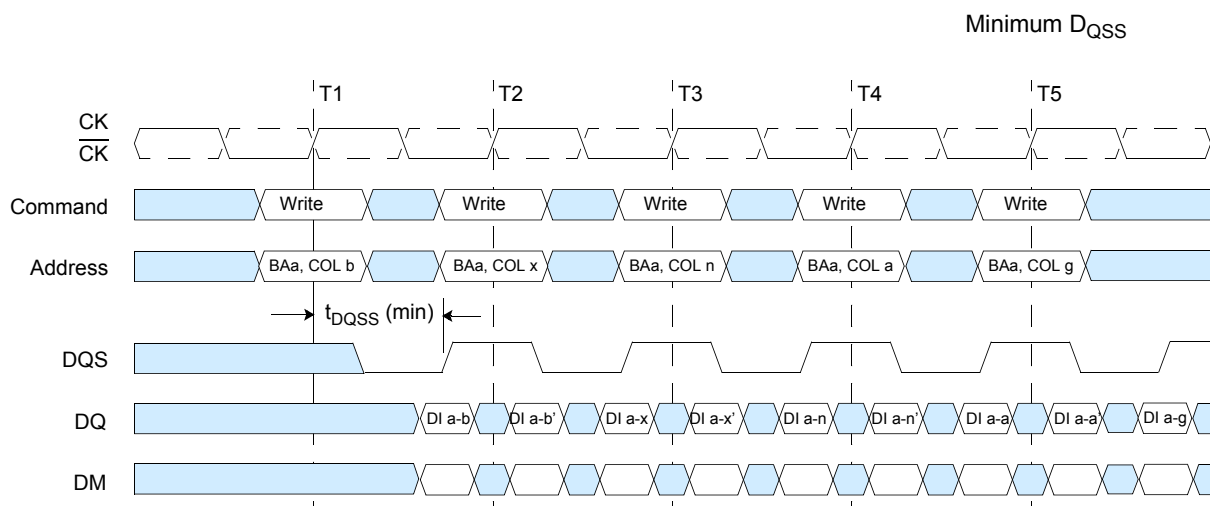 Minimum DQSS
T1 T2 T3 T4 T5
CK
CK
Command Write Write Write Write Write
Address BAa, COL b BAa, COL x BAa, COL n BAa, COL a BAa, COL g
tDQSS (min)
DQS
DQ DI a-b DI a-b’ DI a-x DI a-x’ DI a-n DI a-n’ DI a-a DI a-a’ DI a-g
DM